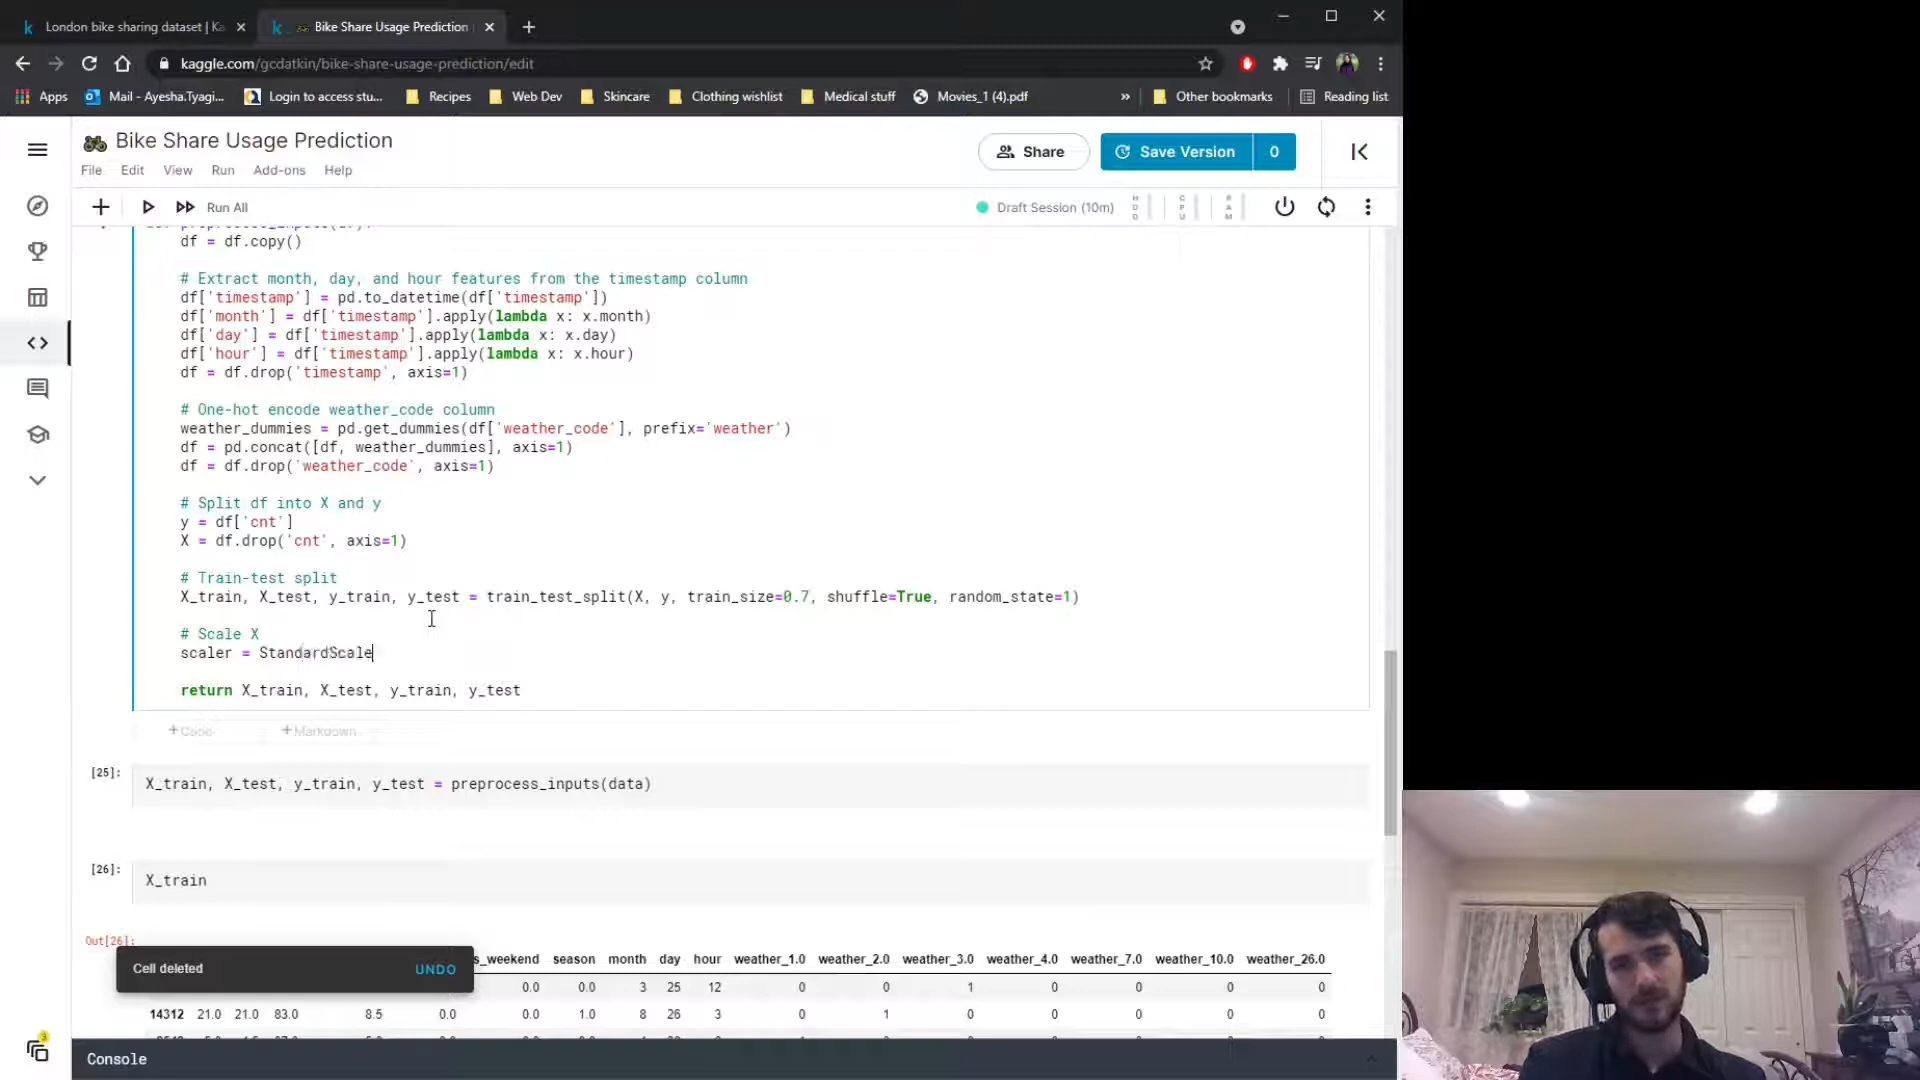 London bike sharing dataset | Ka
Bike Share Usage Prediction
kaggle.com/gcdatkin/bike-share-usage-prediction/edit
Apps
Mail - Ayesha.Tyagi...
Login to access stu...
Recipes
Web Dev
Skincare
Clothing wishlist
Medical stuff
Movies_1 (4).pdf
»
Other bookmarks
Reading list
Bike Share Usage Prediction
Share
Save Version
0
File
Edit
View
Run
Add-ons
Help
Run All
Draft Session (10m)
HDD
CPU
RAM
df = df.copy()
# Extract month, day, and hour features from the timestamp column
df['timestamp'] = pd.to_datetime(df['timestamp'])
df['month'] = df['timestamp'].apply(lambda x: x.month)
df['day'] = df['timestamp'].apply(lambda x: x.day)
df['hour'] = df['timestamp'].apply(lambda x: x.hour)
df = df.drop('timestamp', axis=1)
# One-hot encode weather_code column
weather_dummies = pd.get_dummies(df['weather_code'], prefix='weather')
df = pd.concat([df, weather_dummies], axis=1)
df = df.drop('weather_code', axis=1)
# Split df into X and y
y = df['cnt']
X = df.drop('cnt', axis=1)
# Train-test split
X_train, X_test, y_train, y_test = train_test_split(X, y, train_size=0.7, shuffle=True, random_state=1)
# Scale X
scaler = StandardScale
return X_train, X_test, y_train, y_test
+ Code
+ Markdown
[25]:
X_train, X_test, y_train, y_test = preprocess_inputs(data)
[26]:
X_train
Out[26]:
s_weekend season month day hour weather_1.0 weather_2.0 weather_3.0 weather_4.0 weather_7.0 weather_10.0 weather_26.0
0.0 0.0 3 25 12 0 0 1 0 0 0 0
14312 21.0 21.0 83.0 8.5 0.0 0.0 1.0 8 26 3 0 1 0 0 0 0 0
Cell deleted
UNDO
3
Console